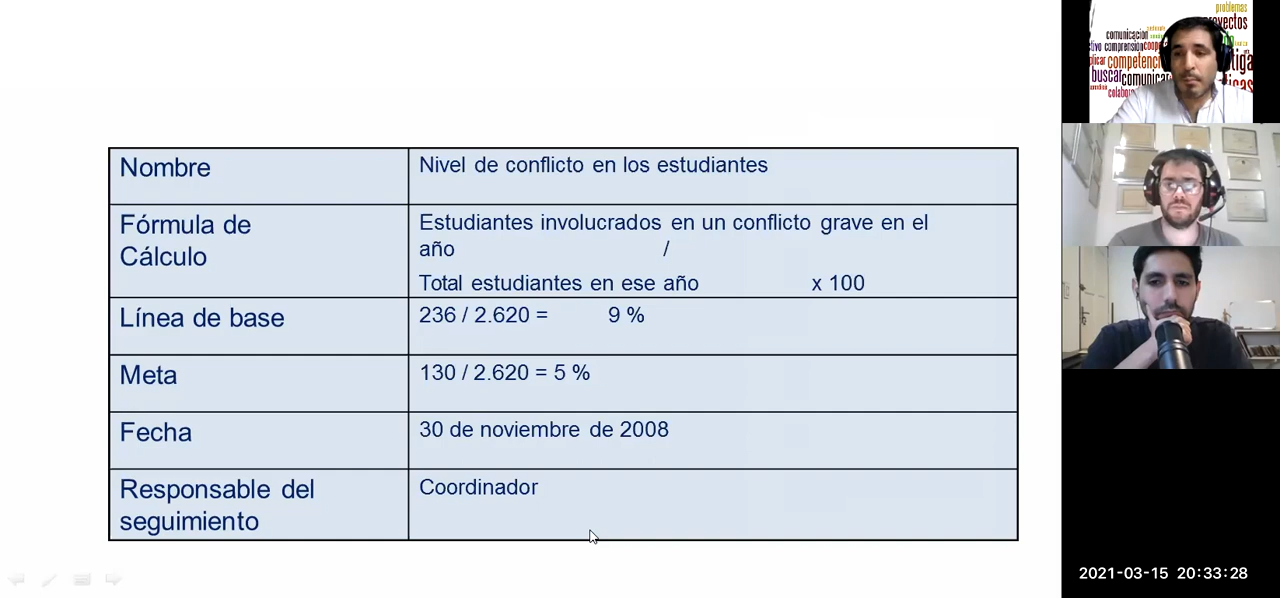 Nombre
Nivel de conflicto en los estudiantes
Fórmula de
Cálculo
Estudiantes involucrados en un conflicto grave en el
año /
Total estudiantes en ese año x 100
Línea de base
236 / 2.620 = 9 %
Meta
130 / 2.620 = 5 %
Fecha
30 de noviembre de 2008
Responsable del
seguimiento
Coordinador
problemas
comunicación
comprensión
competenci
buscar
comunicar
colabora
2021-03-15 20:33:28